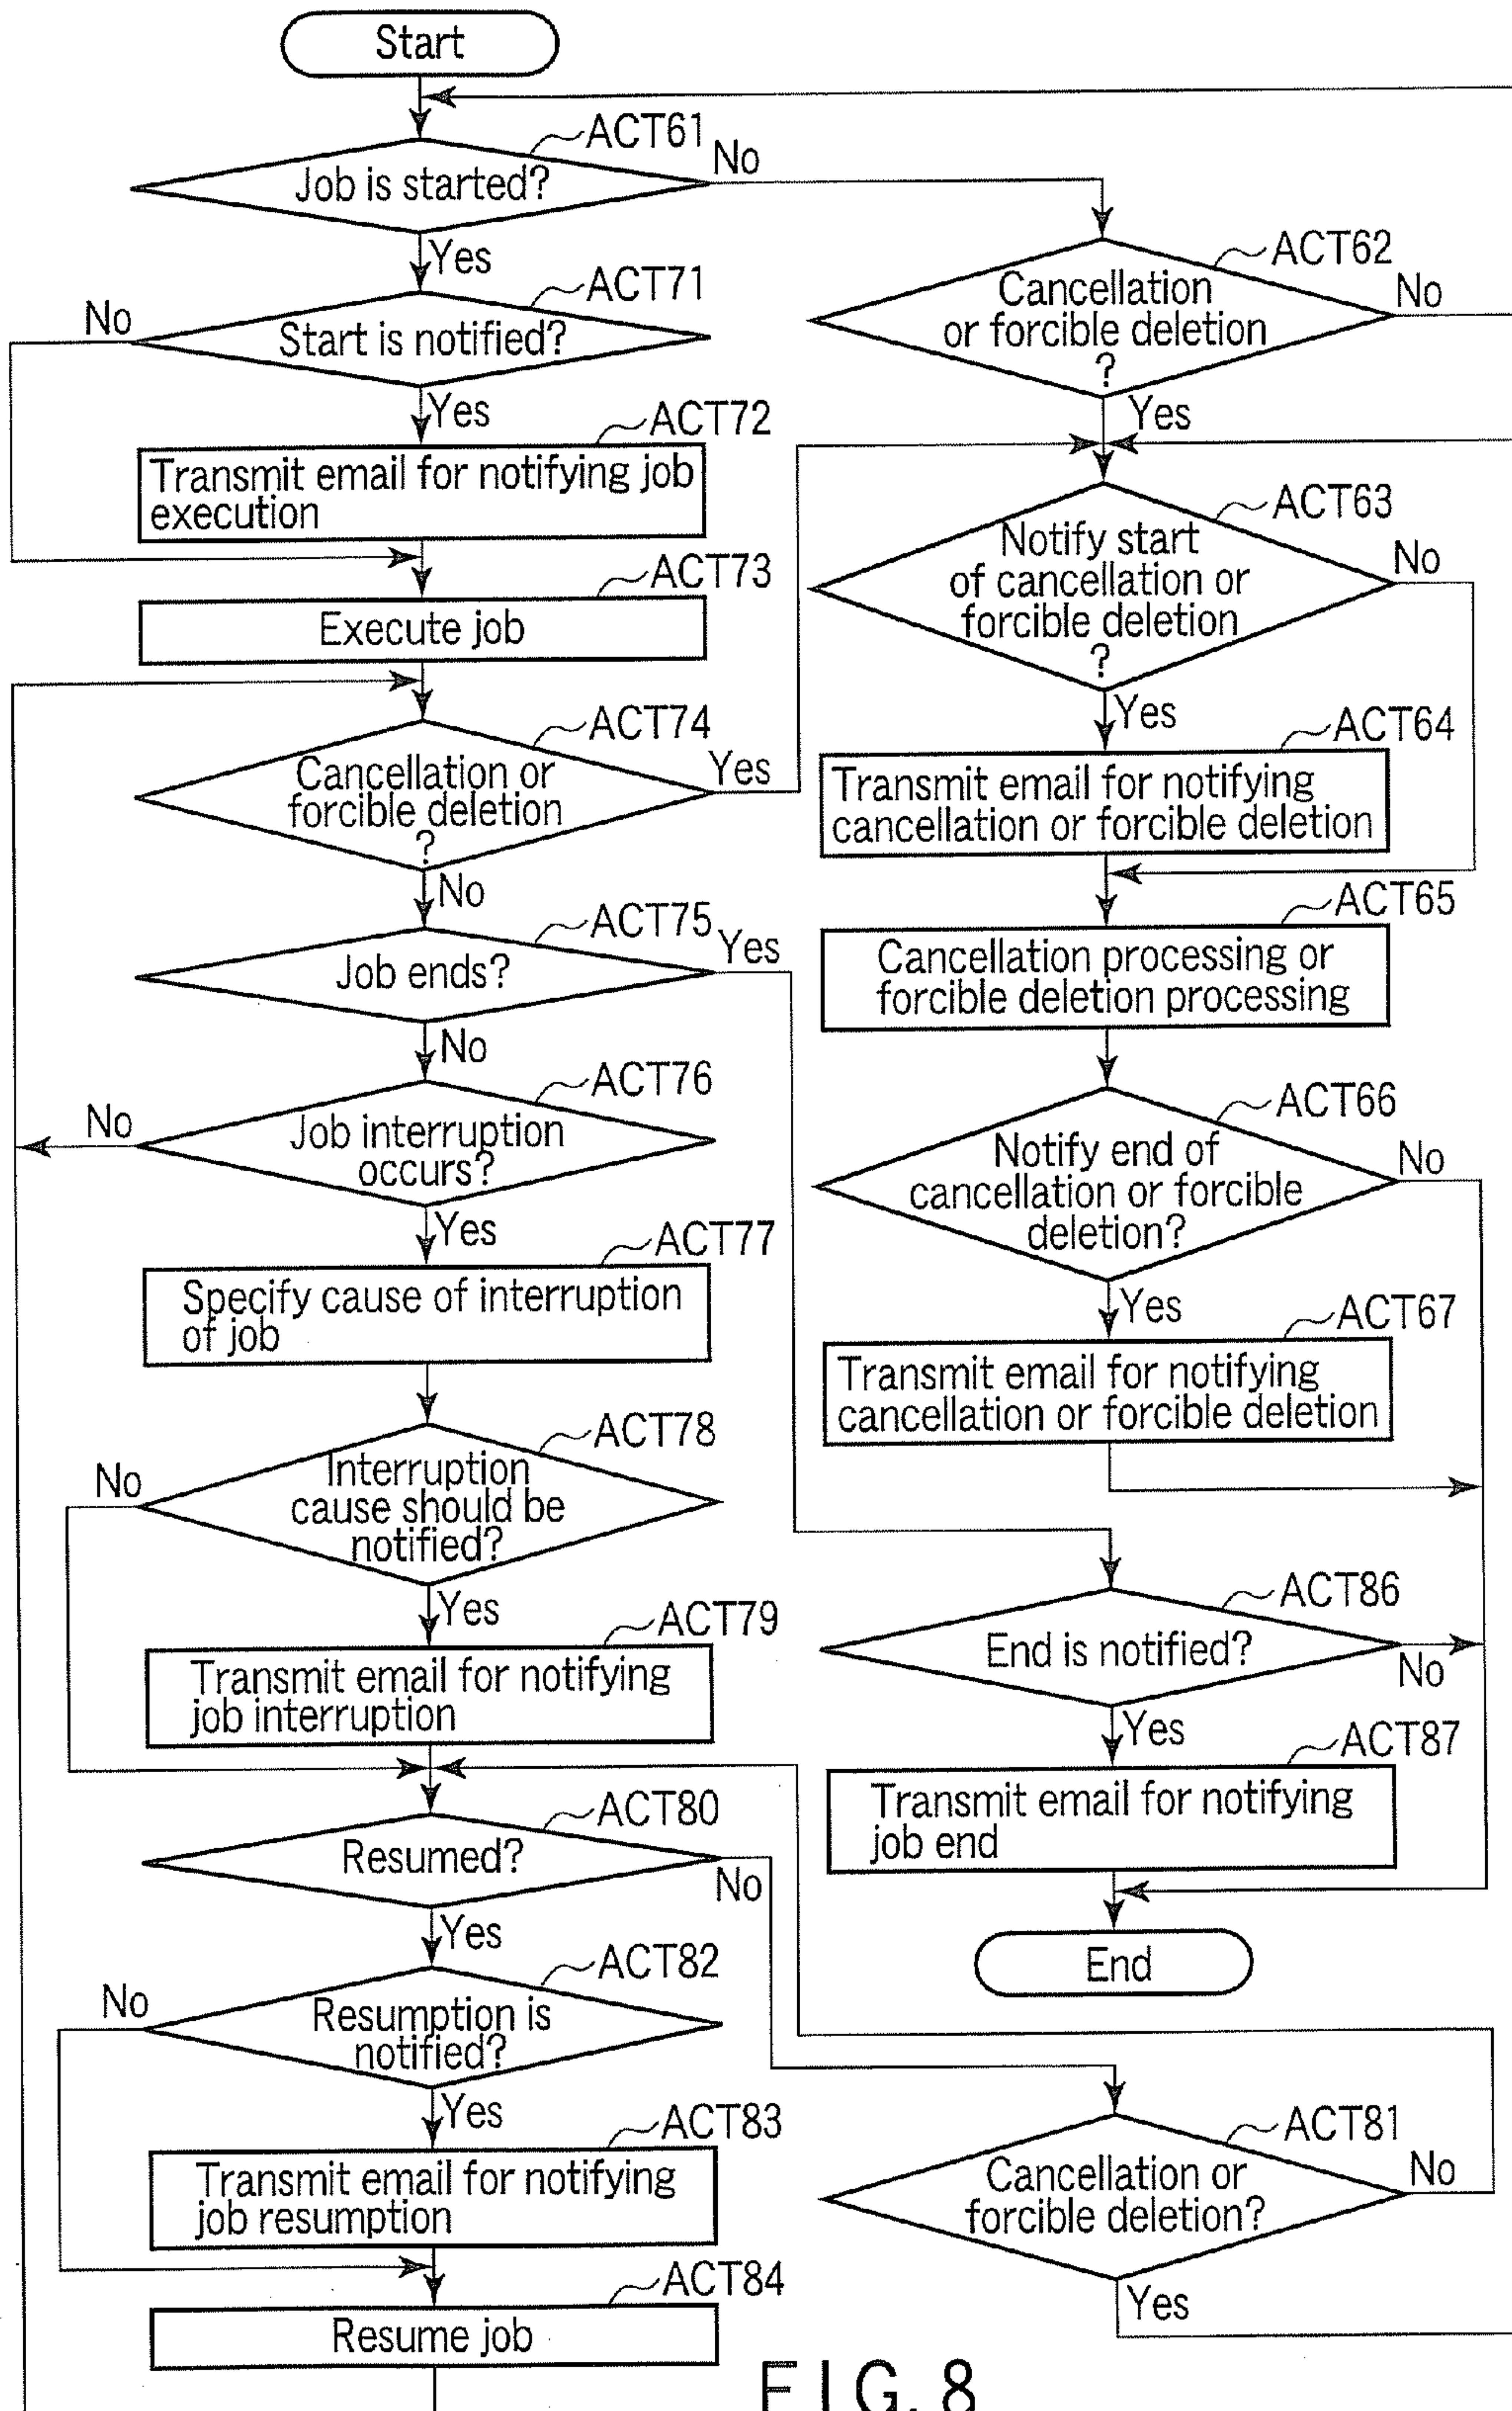 Start
ACT61
Job is started?
No
Yes
ACT71
Start is notified?
No
Yes
ACT72
Transmit email for notifying job
execution
ACT73
Execute job
ACT74
Cancellation or
forcible deletion
?
Yes
No
ACT75
Job ends?
Yes
No
ACT76
Job interruption
occurs?
No
Yes
ACT77
Specify cause of interruption
of job
ACT78
Interruption
cause should be
notified?
No
Yes
ACT79
Transmit email for notifying
job interruption
ACT80
Resumed?
No
Yes
ACT82
Resumption is
notified?
No
Yes
ACT83
Transmit email for notifying
job resumption
ACT84
Resume job
ACT62
Cancellation
or forcible deletion
?
No
Yes
ACT63
Notify start
of cancellation or
forcible deletion
?
No
Yes
ACT64
Transmit email for notifying
cancellation or forcible deletion
ACT65
Cancellation processing or
forcible deletion processing
ACT66
Notify end of
cancellation or forcible
deletion?
No
Yes
ACT67
Transmit email for notifying
cancellation or forcible deletion
ACT86
End is notified?
No
Yes
ACT87
Transmit email for notifying
job end
End
ACT81
Cancellation or
forcible deletion?
No
Yes
FIG. 8